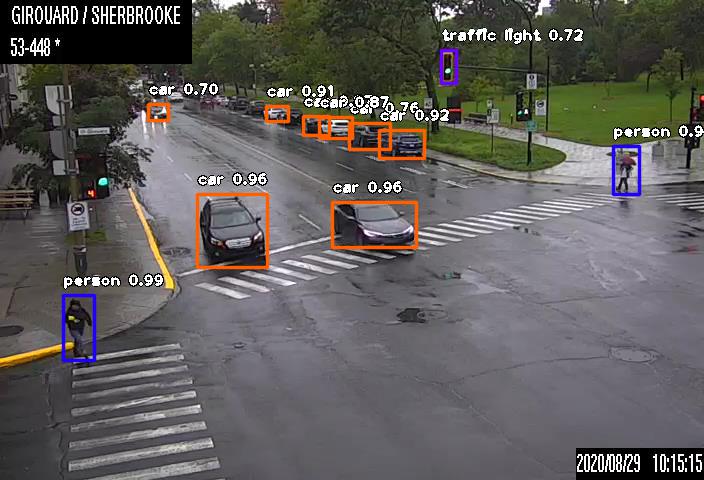 GIROUARD / SHERBROOKE
53-448 *
traffic light 0.72
car 0.70
car 0.91
0.87
0.76
car 0.92
person 0.9
car 0.96
car 0.96
person 0.99
2020/08/29 10:15:15